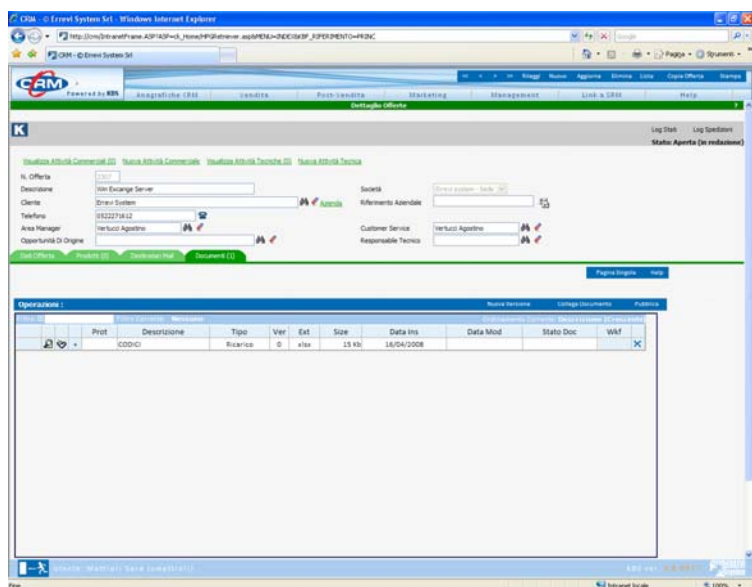 CRM - © Errevi System Srl - Windows Internet Explorer
Google
CRM - © Errevi System Srl
Pagina Strumenti
CRM
Powered by KBS
Rileggi Nuovo Aggiorna Elimina Lista Copia Offerta Stampa
Anagrafiche CRM Vendita Post-Vendita Marketing Management Link a SRM Help
Dettaglio Offerte ?
K
Log Stati Log Spedizioni
Stato: Aperta (in redazione)
Visualizza Attività Commerciali (0) Nuova Attività Commerciale Visualizza Attività Tecniche (0) Nuova Attività Tecnica
N. Offerta
Descrizione Win Excange Server Società Errevi System - Sede
Cliente Errevi System Azienda Riferimento Aziendale
Telefono 0522271612
Area Manager Vertucci Agostino Customer Service Vertucci Agostino
Opportunità Di Origine Responsabile Tecnico
Dati Offerta Prodotti (0) Destinatari Mail Documenti (1)
Pagina Singola Help
Operazioni : Nuova Versione Collega Documento Pubblica
Prot Descrizione Tipo Ver Ext Size Data Ins Data Mod Stato Doc Wkf
CODICI Ricarico 0 xlsx 15 Kb 16/04/2008
Fine Intranet locale 100%